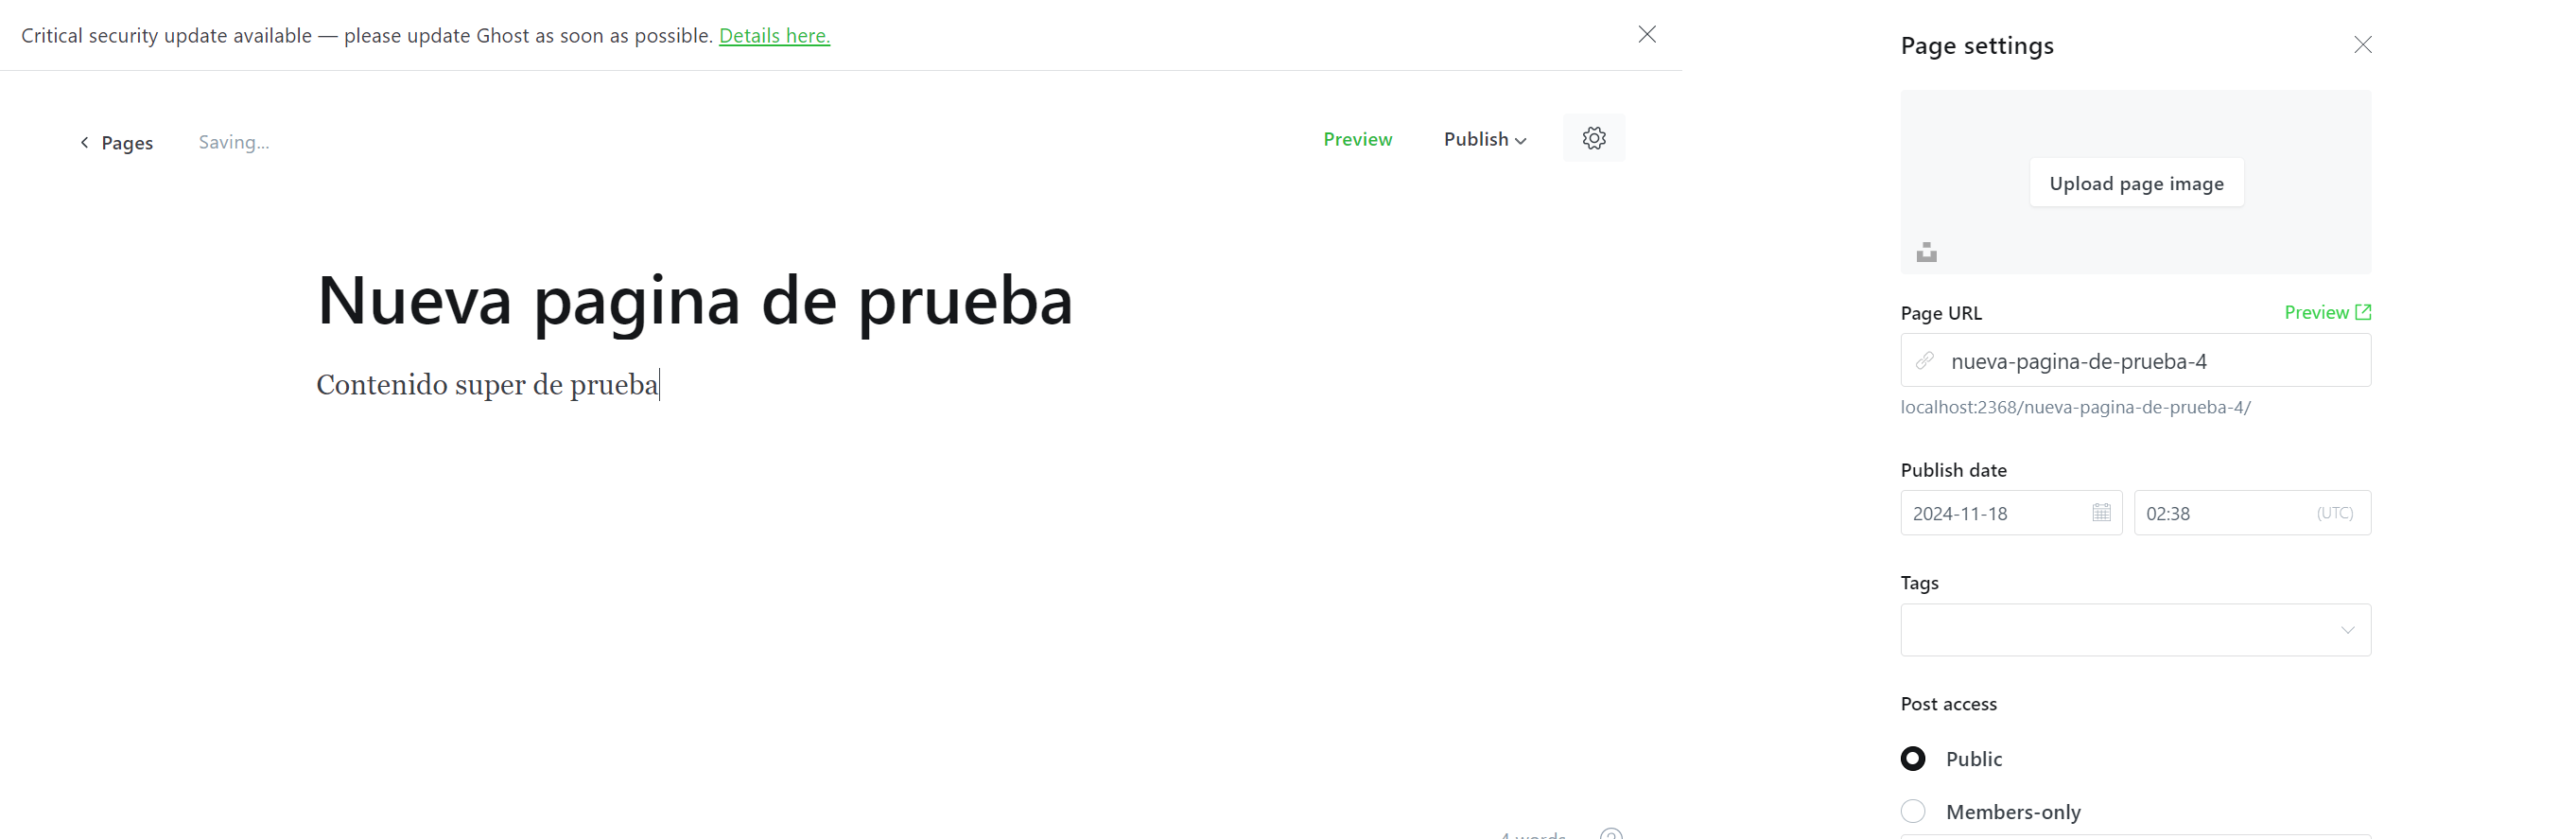 Critical security update available — please update Ghost as soon as possible. Details here.
Pages
Saving...
Preview
Publish
Nueva pagina de prueba
Contenido super de prueba
4 words
Page settings
Upload page image
Page URL
Preview
nueva-pagina-de-prueba-4
localhost:2368/nueva-pagina-de-prueba-4/
Publish date
2024-11-18
02:38
(UTC)
Tags
Post access
Public
Members-only